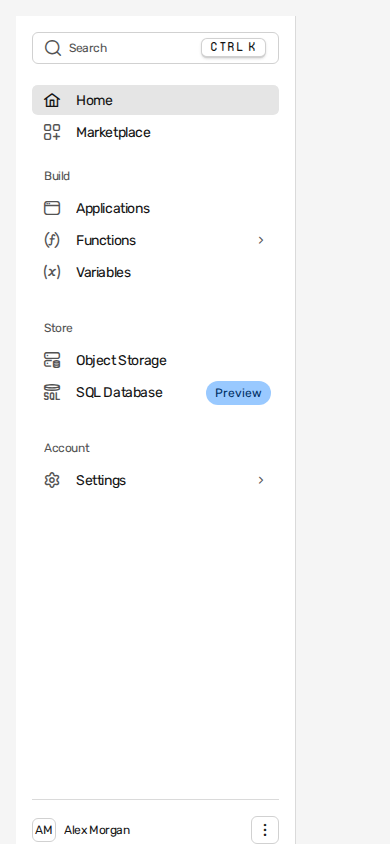 Search CTRL K
Home
Marketplace
Build
Applications
Functions
Variables
Store
Object Storage
SQL SQL Database Preview
Account
Settings
AM Alex Morgan